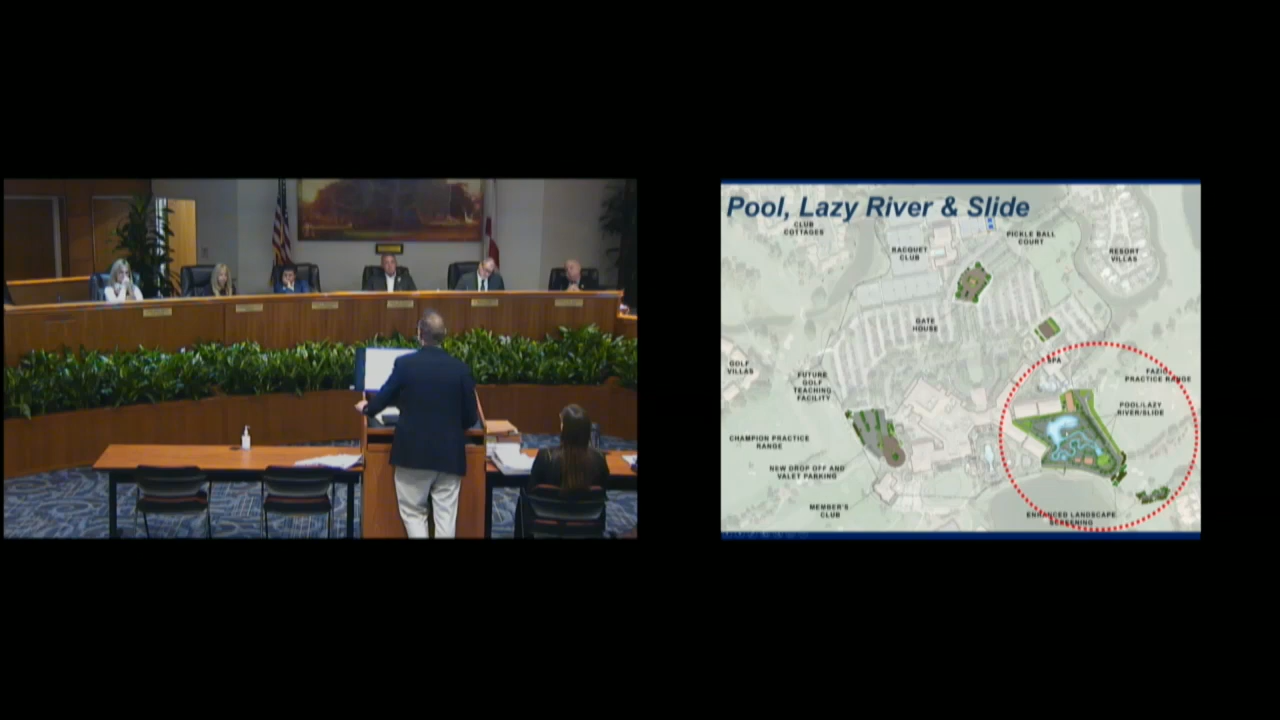 Pool, Lazy River & Slide
CLUB
COTTAGES
PICKLE BALL
COURT
RACQUET
CLUB
RESORT
VILLAS
GATE
HOUSE
SPA
GOLF
VILLAS
FAZIO
PRACTICE RANGE
FUTURE
GOLF
TEACHING
FACILITY
POOL/LAZY
RIVER/SLIDE
CHAMPION PRACTICE
RANGE
NEW DROP OFF AND
VALET PARKING
MEMBER'S
CLUB
ENHANCED LANDSCAPE
SCREENING